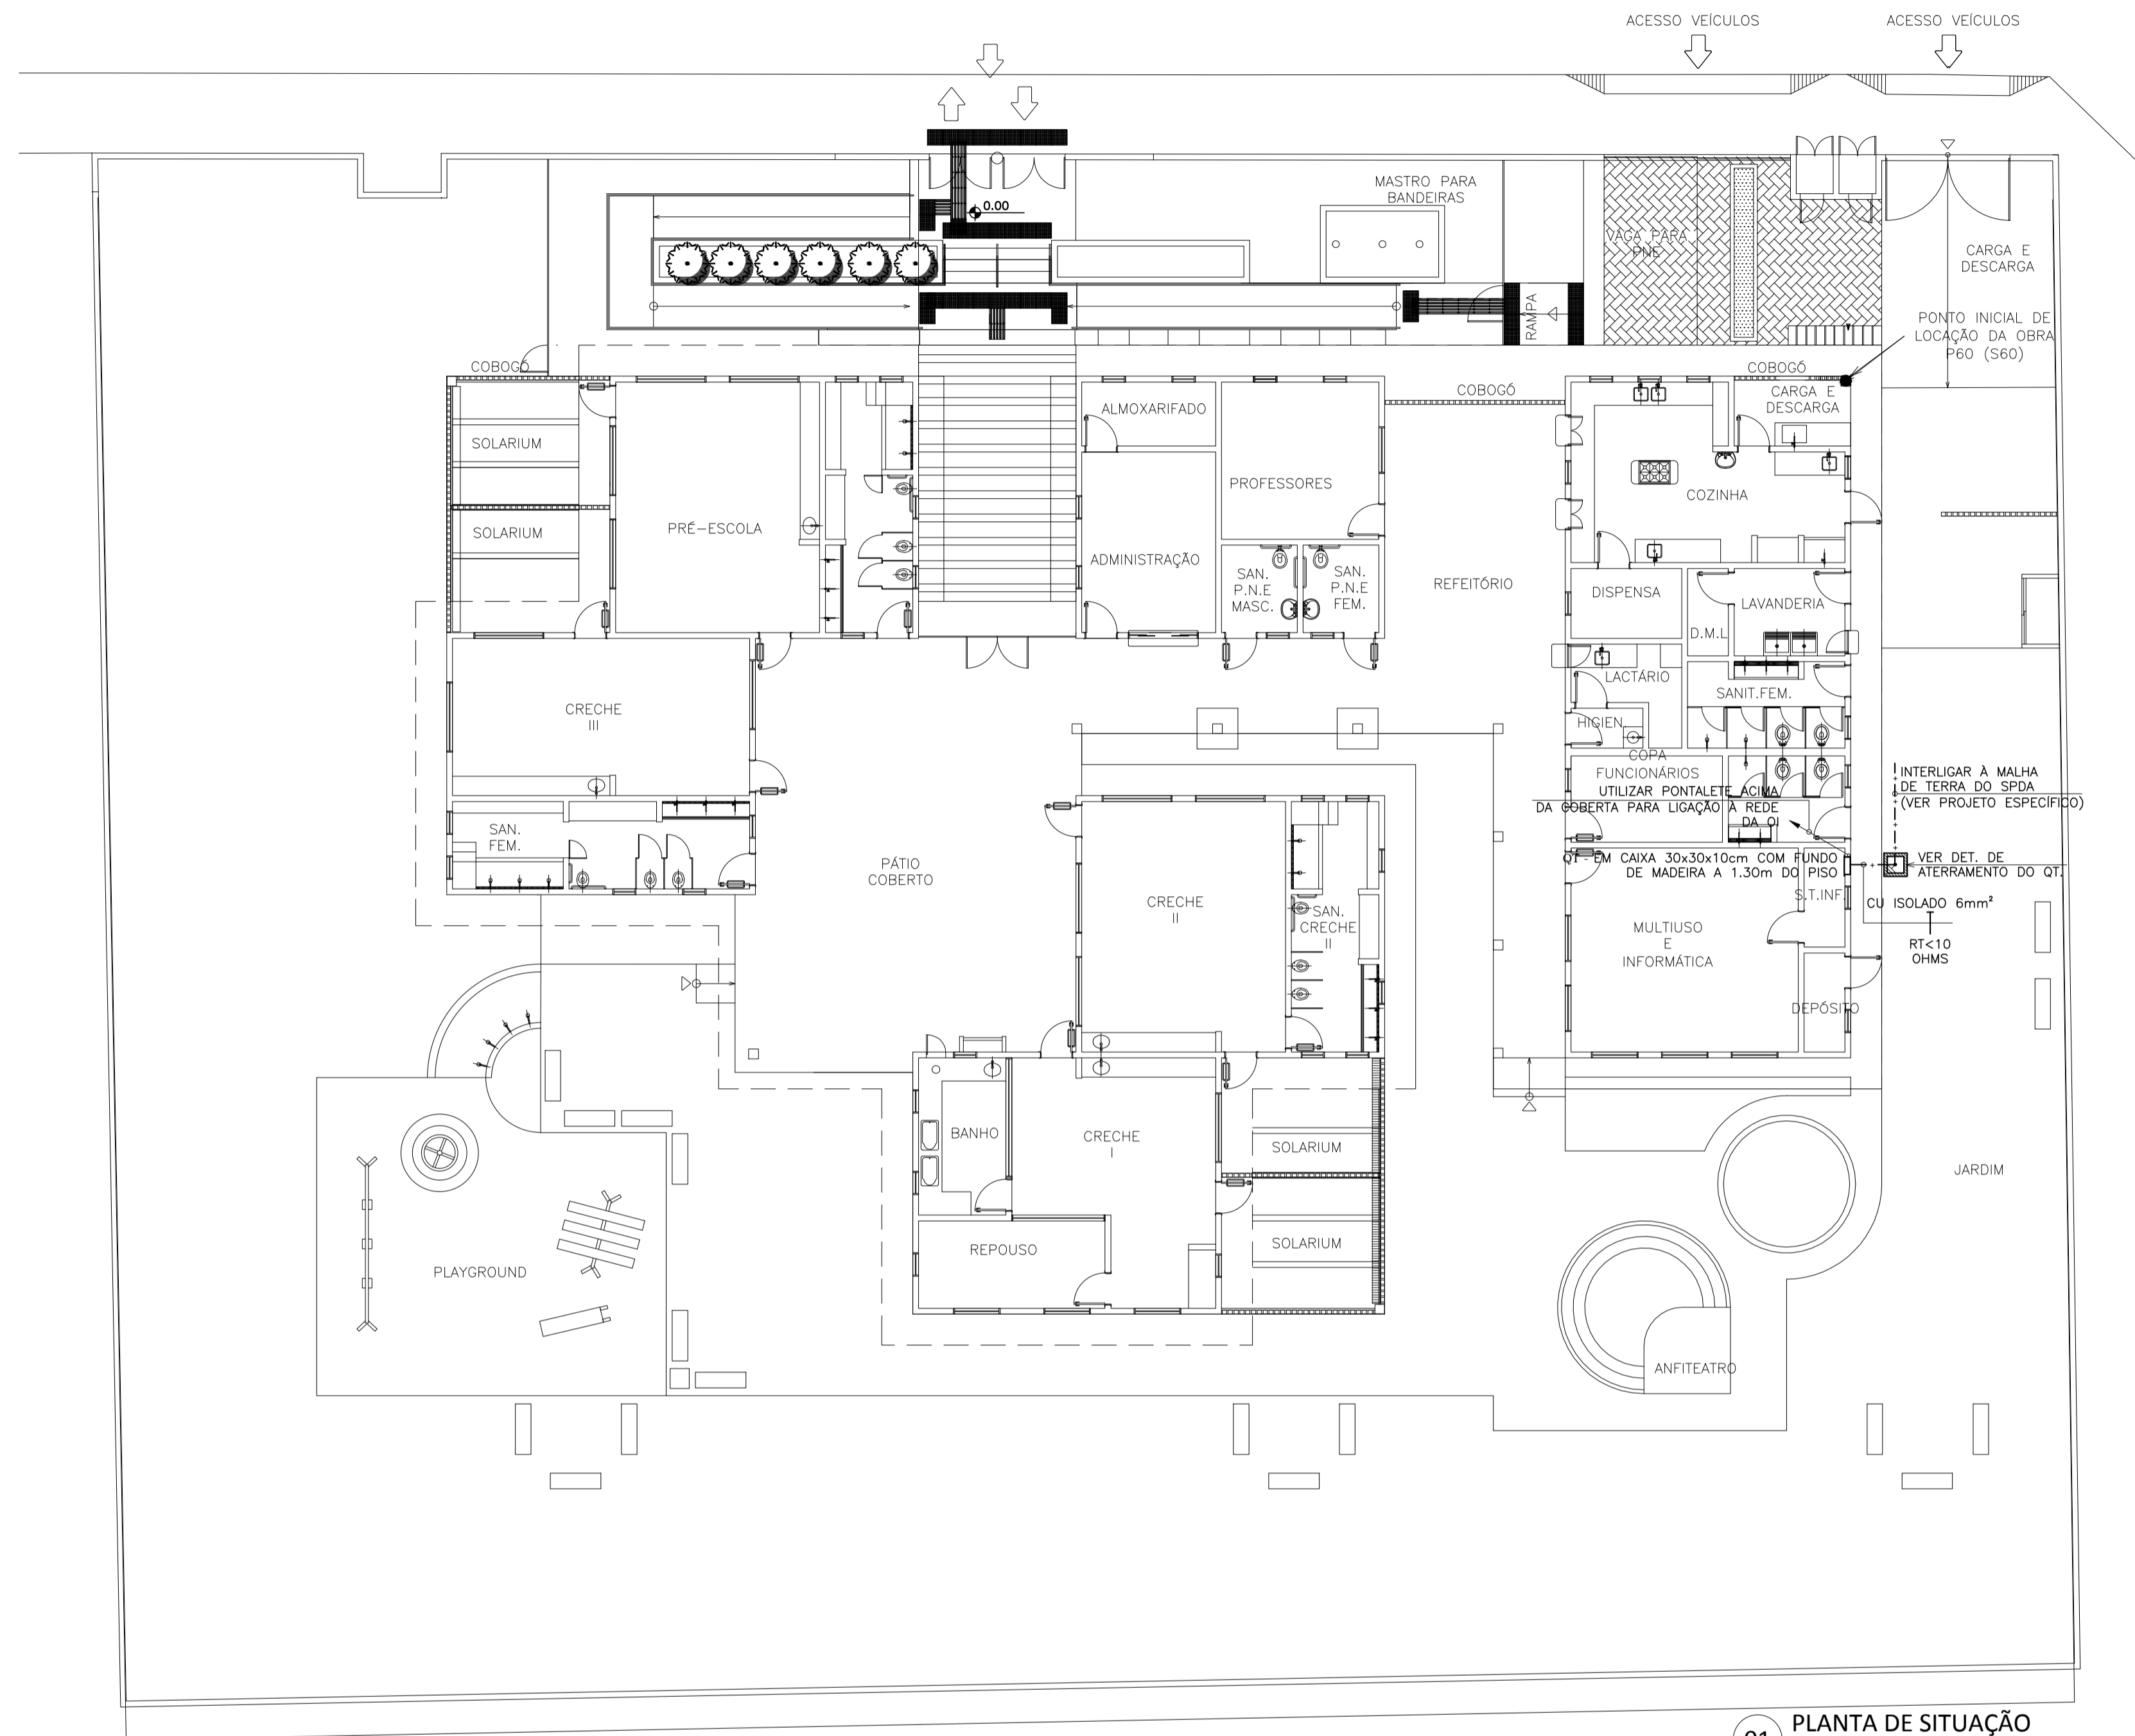 ACESSO VEÍCULOS
ACESSO VEÍCULOS
MASTRO PARA
BANDEIRAS
0.00
VAGA PARA
PNE
CARGA E
DESCARGA
RAMPA
PONTO INICIAL DE
LOCAÇÃO DA OBRA
P60 (S60)
COBOGÓ
COBOGÓ
COBOGÓ
CARGA E
DESCARGA
ALMOXARIFADO
SOLARIUM
PROFESSORES
COZINHA
PRÉ-ESCOLA
SOLARIUM
ADMINISTRAÇÃO
SAN.
P.N.E
MASC.
SAN.
P.N.E
FEM.
REFEITÓRIO
DISPENSA
LAVANDERIA
D.M.L
LACTÁRIO
SANIT.FEM.
CRECHE
III
HIGIEN.
COPA
FUNCIONÁRIOS
INTERLIGAR À MALHA
DE TERRA DO SPDA
(VER PROJETO ESPECÍFICO)
UTILIZAR PONTALETE ACIMA
DA COBERTA PARA LIGAÇÃO À REDE
DA OI
SAN.
FEM.
PÁTIO
COBERTO
QT - EM CAIXA 30x30x10cm COM FUNDO
DE MADEIRA A 1.30m DO PISO
VER DET. DE
ATERRAMENTO DO QT.
S.T.INF.
CU ISOLADO 6mm²
RT<10
OHMS
CRECHE
II
SAN.
CRECHE
II
MULTIUSO
E
INFORMÁTICA
DEPÓSITO
BANHO
CRECHE
I
SOLARIUM
JARDIM
REPOUSO
SOLARIUM
PLAYGROUND
ANFITEATRO
01
PLANTA DE SITUAÇÃO